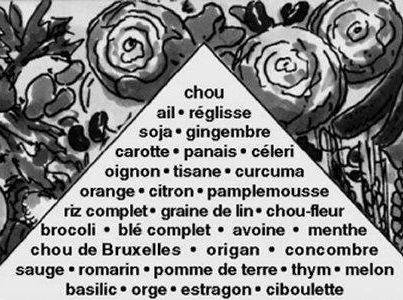 chou
ail • réglisse
soja • gingembre
carotte • panais • céleri
oignon • tisane • curcuma
orange • citron • pamplemousse
riz complet • graine de lin • chou-fleur
brocoli • blé complet • avoine • menthe
chou de Bruxelles • origan • concombre
sauge • romarin • pomme de terre • thym • melon
basilic • orge • estragon • ciboulette